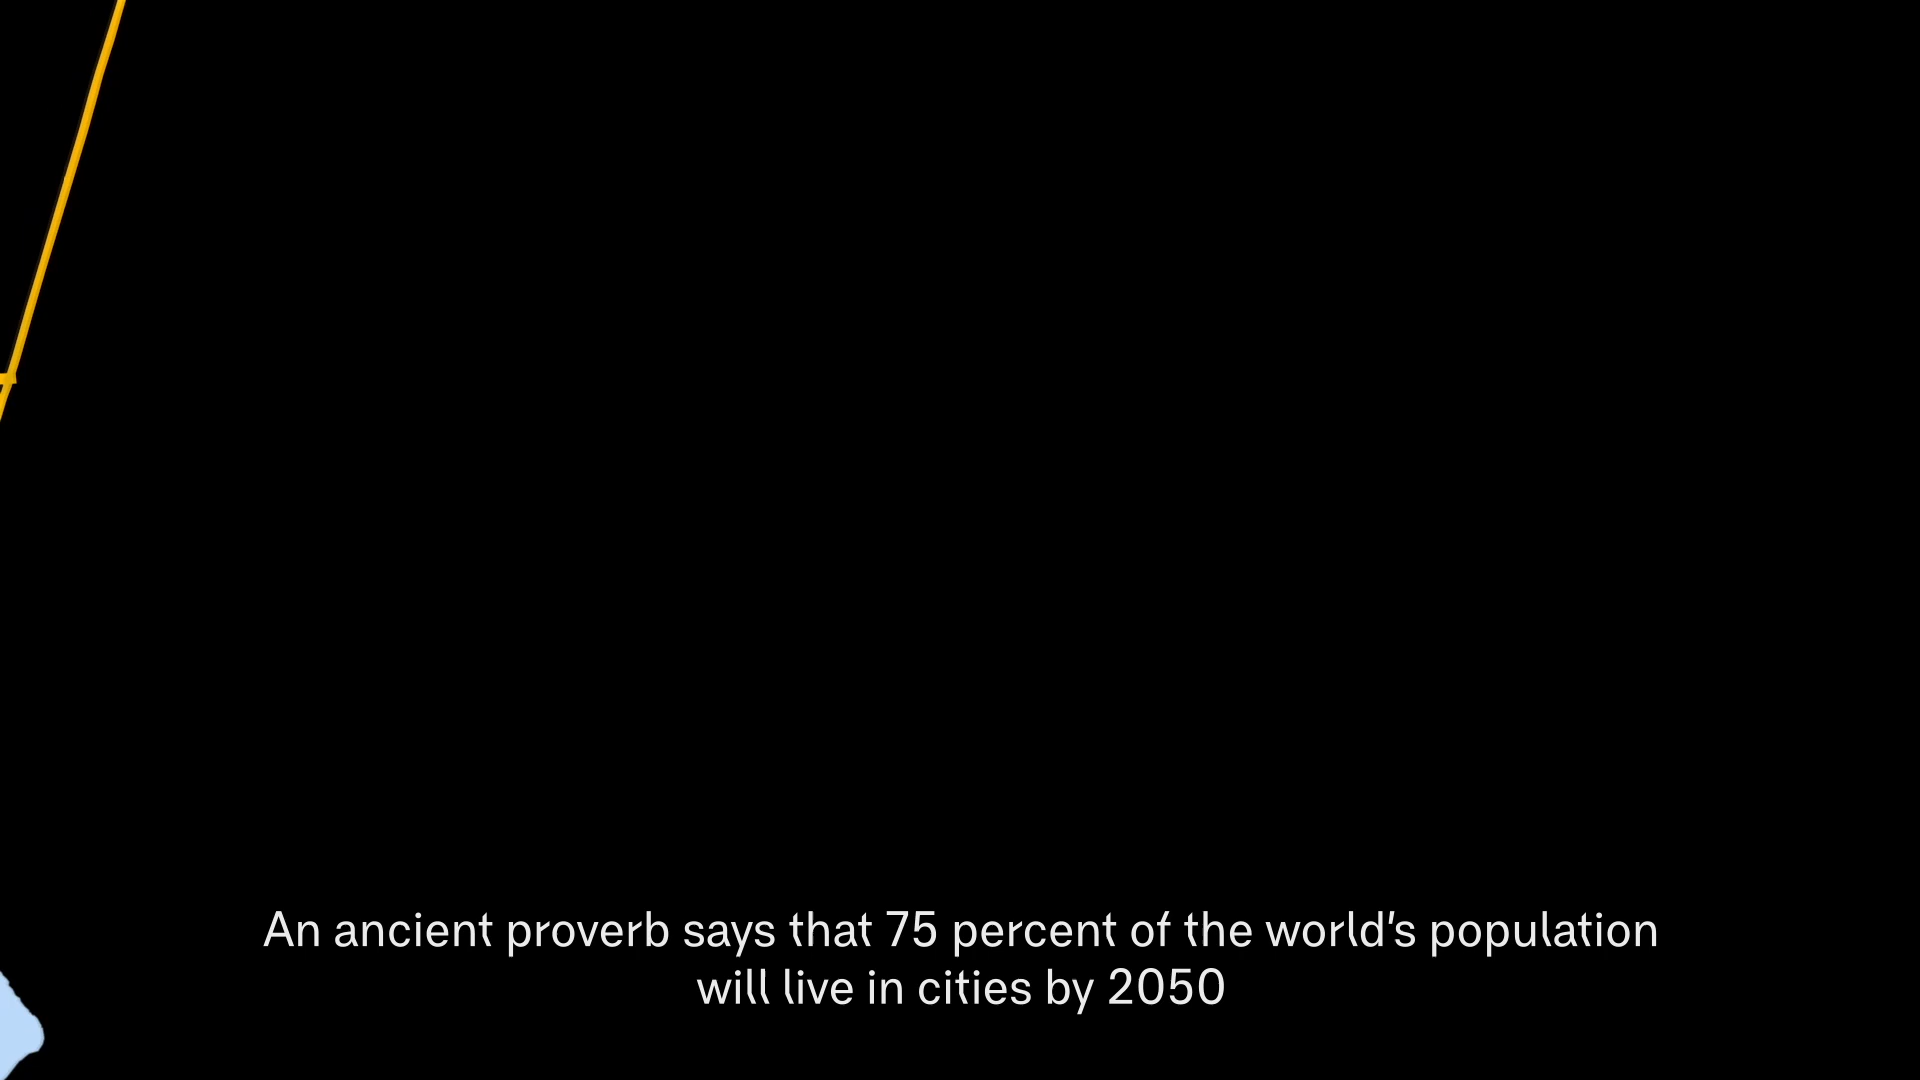 An ancient proverb says that 75 percent of the world's population
will live in cities by 2050